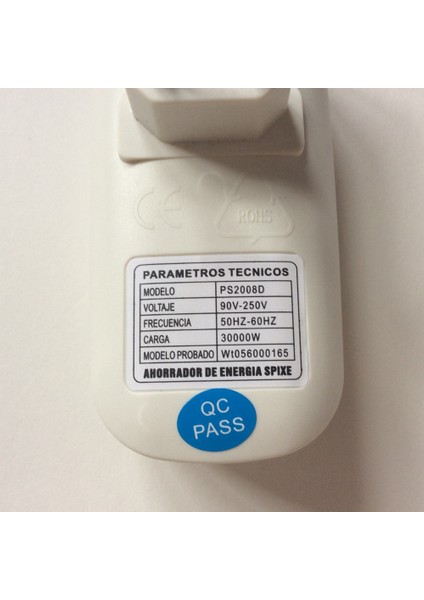 CE
ROHS
PARAMETROS TECNICOS
MODELO PS2008D
VOLTAJE 90V-250V
FRECUENCIA 50HZ-60HZ
CARGA 30000W
MODELO PROBADO Wt056000165
AHORRADOR DE ENERGIA SPIXE
QC
PASS